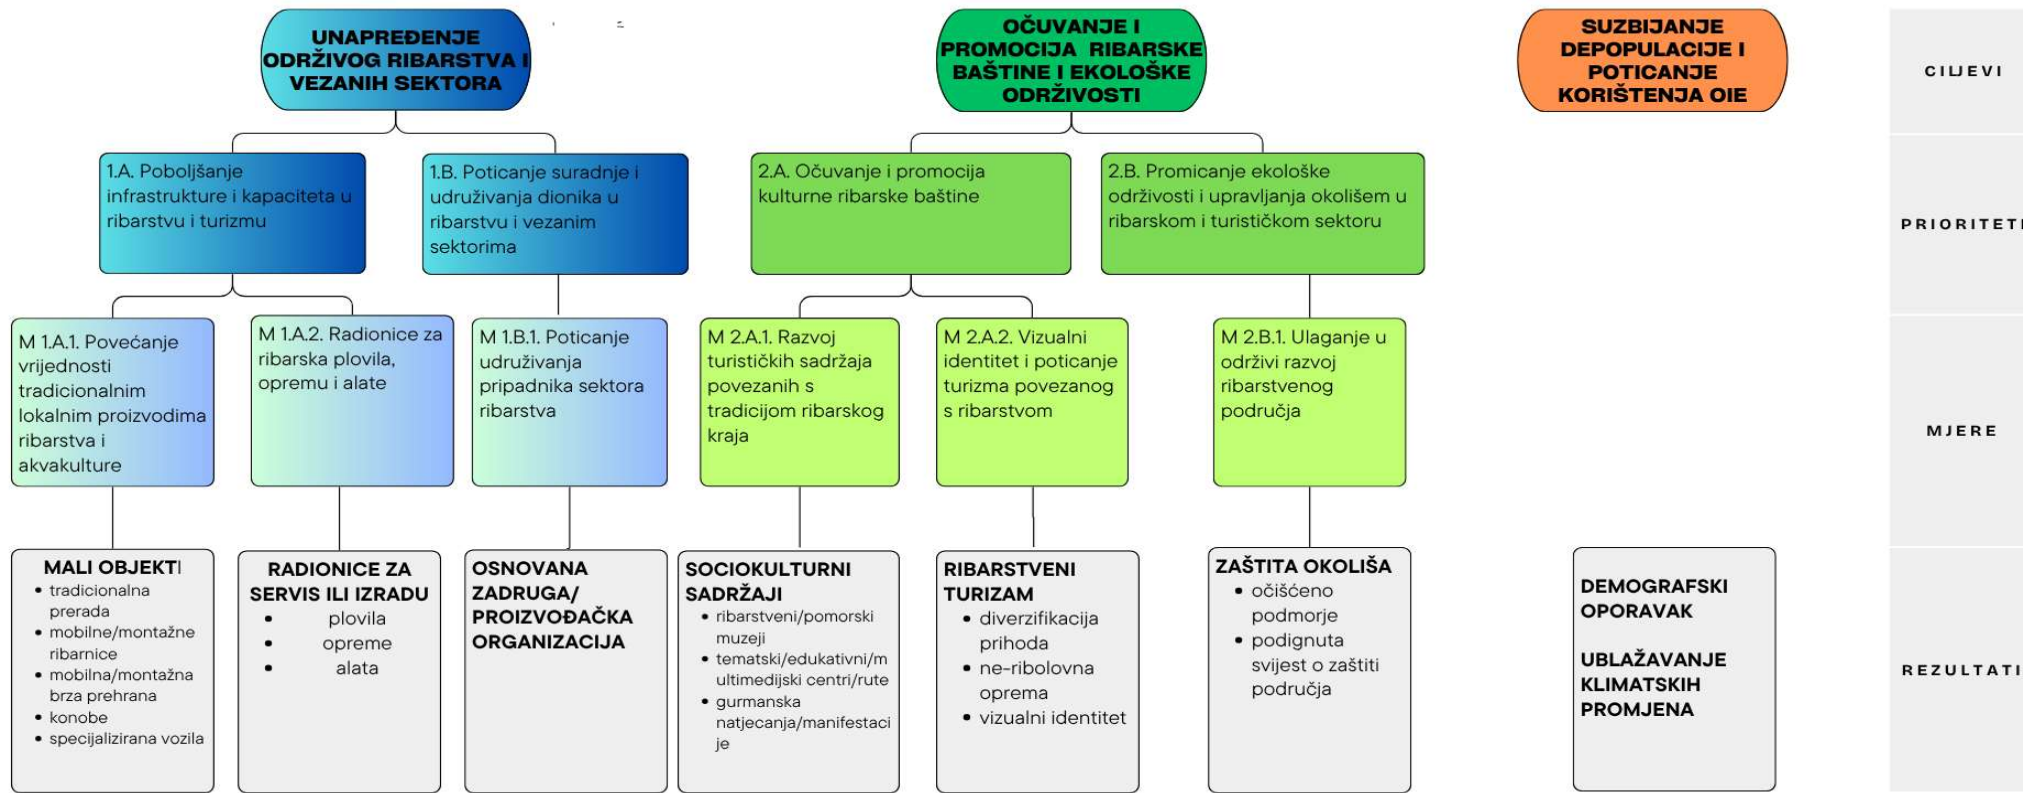 UNAPREĐENJE
ODRŽIVOG RIBARSTVA I
VEZANIH SEKTORA
OČUVANJE I
PROMOCIJA RIBARSKE
BAŠTINE I EKOLOŠKE
ODRŽIVOSTI
SUZBIJANJE
DEPOPULACIJE I
POTICANJE
KORIŠTENJA OIE
CILJEVI
1.A. Poboljšanje
infrastrukture i kapaciteta u
ribarstvu i turizmu
1.B. Poticanje suradnje i
udruživanja dionika u
ribarstvu i vezanim
sektorima
2.A. Očuvanje i promocija
kulturne ribarske baštine
2.B. Promicanje ekološke
održivosti i upravljanja okolišem u
ribarskom i turističkom sektoru
PRIORITETI
M 1.A.1. Povećanje
vrijednosti
tradicionalnim
lokalnim proizvodima
ribarstva i
akvakulture
M 1.A.2. Radionice za
ribarska plovila,
opremu i alate
M 1.B.1. Poticanje
udruživanja
pripadnika sektora
ribarstva
M 2.A.1. Razvoj
turističkih sadržaja
povezanih s
tradicijom ribarskog
kraja
M 2.A.2. Vizualni
identitet i poticanje
turizma povezanog
s ribarstvom
M 2.B.1. Ulaganje u
održivi razvoj
ribarstvenog
područja
MJERE
MALI OBJEKTI
• tradicionalna
prerada
• mobilne/montažne
ribarnice
• mobilna/montažna
brza prehrana
• konobe
• specijalizirana vozila
RADIONICE ZA
SERVIS ILI IZRADU
• plovila
• opreme
• alata
OSNOVANA
ZADRUGA/
PROIZVOĐAČKA
ORGANIZACIJA
SOCIOKULTURNI
SADRŽAJI
• ribarstveni/pomorski
muzeji
• tematski/edukativni/m
ultimedijski centri/rute
• gurmanska
natjecanja/manifestaci
je
RIBARSTVENI
TURIZAM
• diverzifikacija
prihoda
• ne-ribolovna
oprema
• vizualni identitet
ZAŠTITA OKOLIŠA
• očišćeno
podmorje
• podignuta
svijest o zaštiti
područja
DEMOGRAFSKI
OPORAVAK
UBLAŽAVANJE
KLIMATSKIH
PROMJENA
REZULTATI